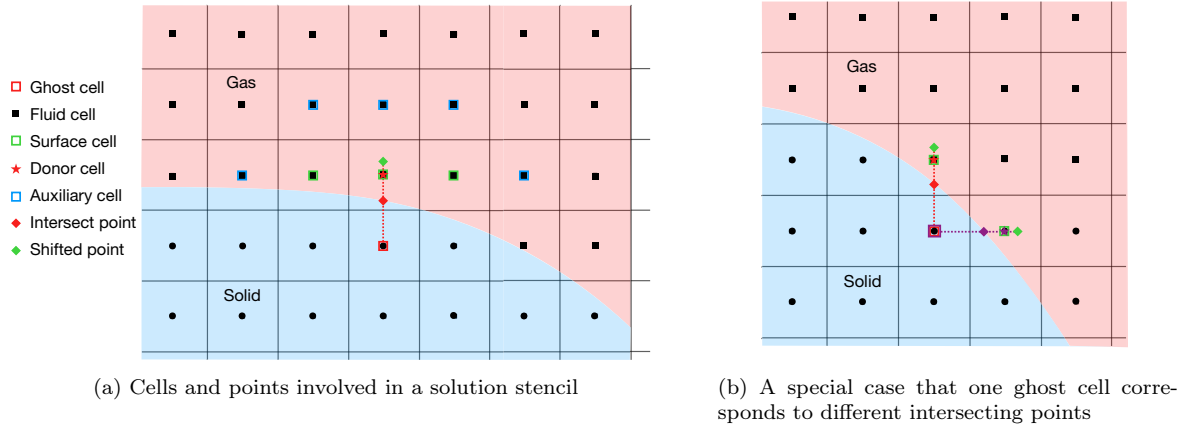 Gas
Ghost cell
Fluid cell
Surface cell
Donor cell
Auxiliary cell
Intersect point
Shifted point
Solid
(a) Cells and points involved in a solution stencil
Gas
Solid
(b) A special case that one ghost cell corre-
sponds to different intersecting points